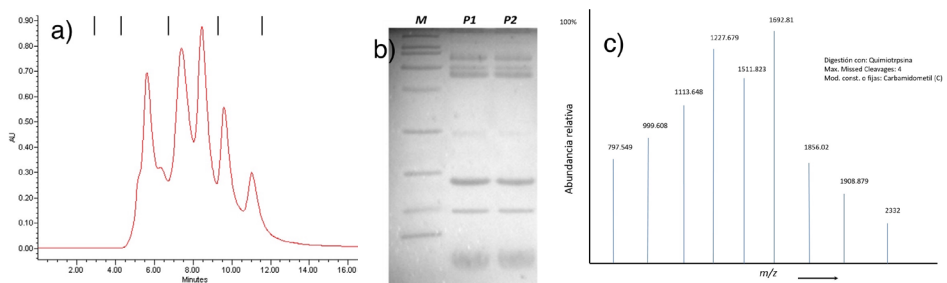 a)
0.90
0.80
0.70
0.60
0.50
0.40
0.30
0.20
0.10
0.00
AU
2.00 4.00 6.00 8.00 10.00 12.00 14.00 16.00
Minutes
b)
M P1 P2
c)
100%
Abundancia relativa
797.549
999.608
1113.648
1227.679
1511.823
1692.81
1856.02
1908.879
2332
Digestión con: Quimiotrpsina
Max. Missed Cleavages: 4
Mod. const. o fijas: Carbamidometil (C)
m/z